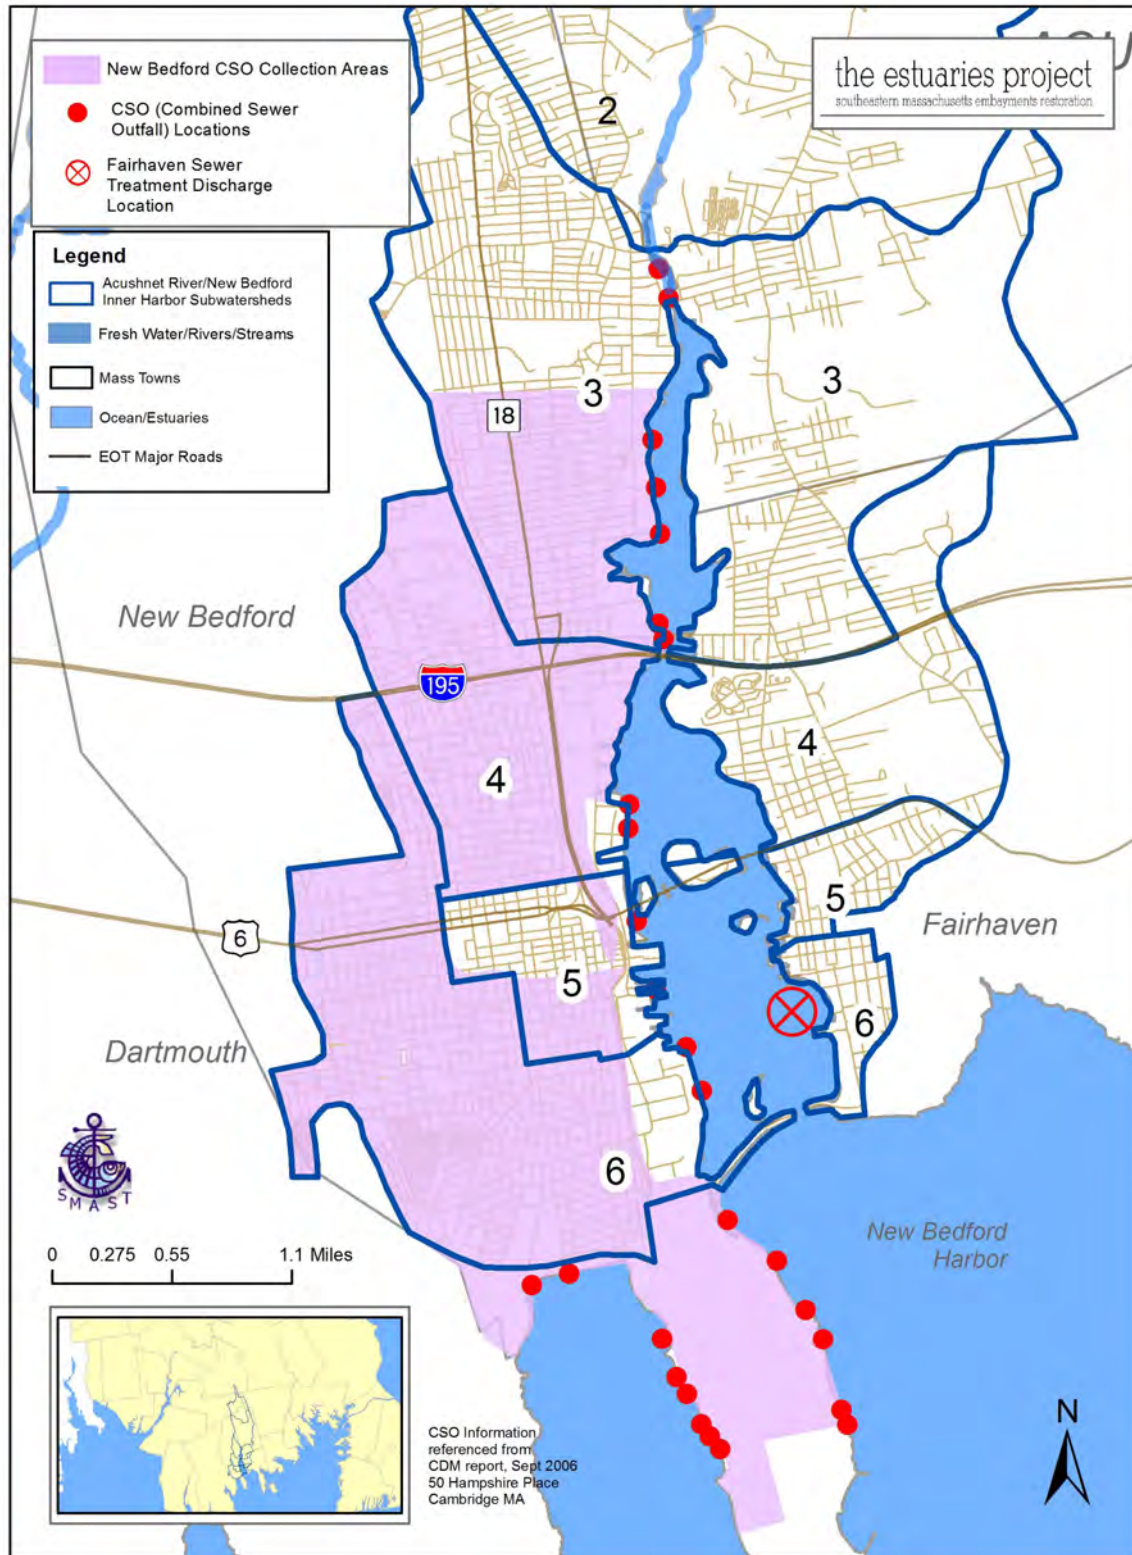 New Bedford CSO Collection Areas
CSO (Combined Sewer
Outfall) Locations
Fairhaven Sewer
Treatment Discharge
Location
the estuaries project
southeastern massachusetts embayments restoration
Legend
Acushnet River/New Bedford
Inner Harbor Subwatersheds
Fresh Water/Rivers/Streams
Mass Towns
Ocean/Estuaries
EOT Major Roads
2
3
3
18
New Bedford
195
4
4
6
5
Fairhaven
5
6
Dartmouth
6
SMAST
0 0.275 0.55 1.1 Miles
New Bedford
Harbor
N
CSO Information
referenced from
CDM report, Sept 2006
50 Hampshire Place
Cambridge MA